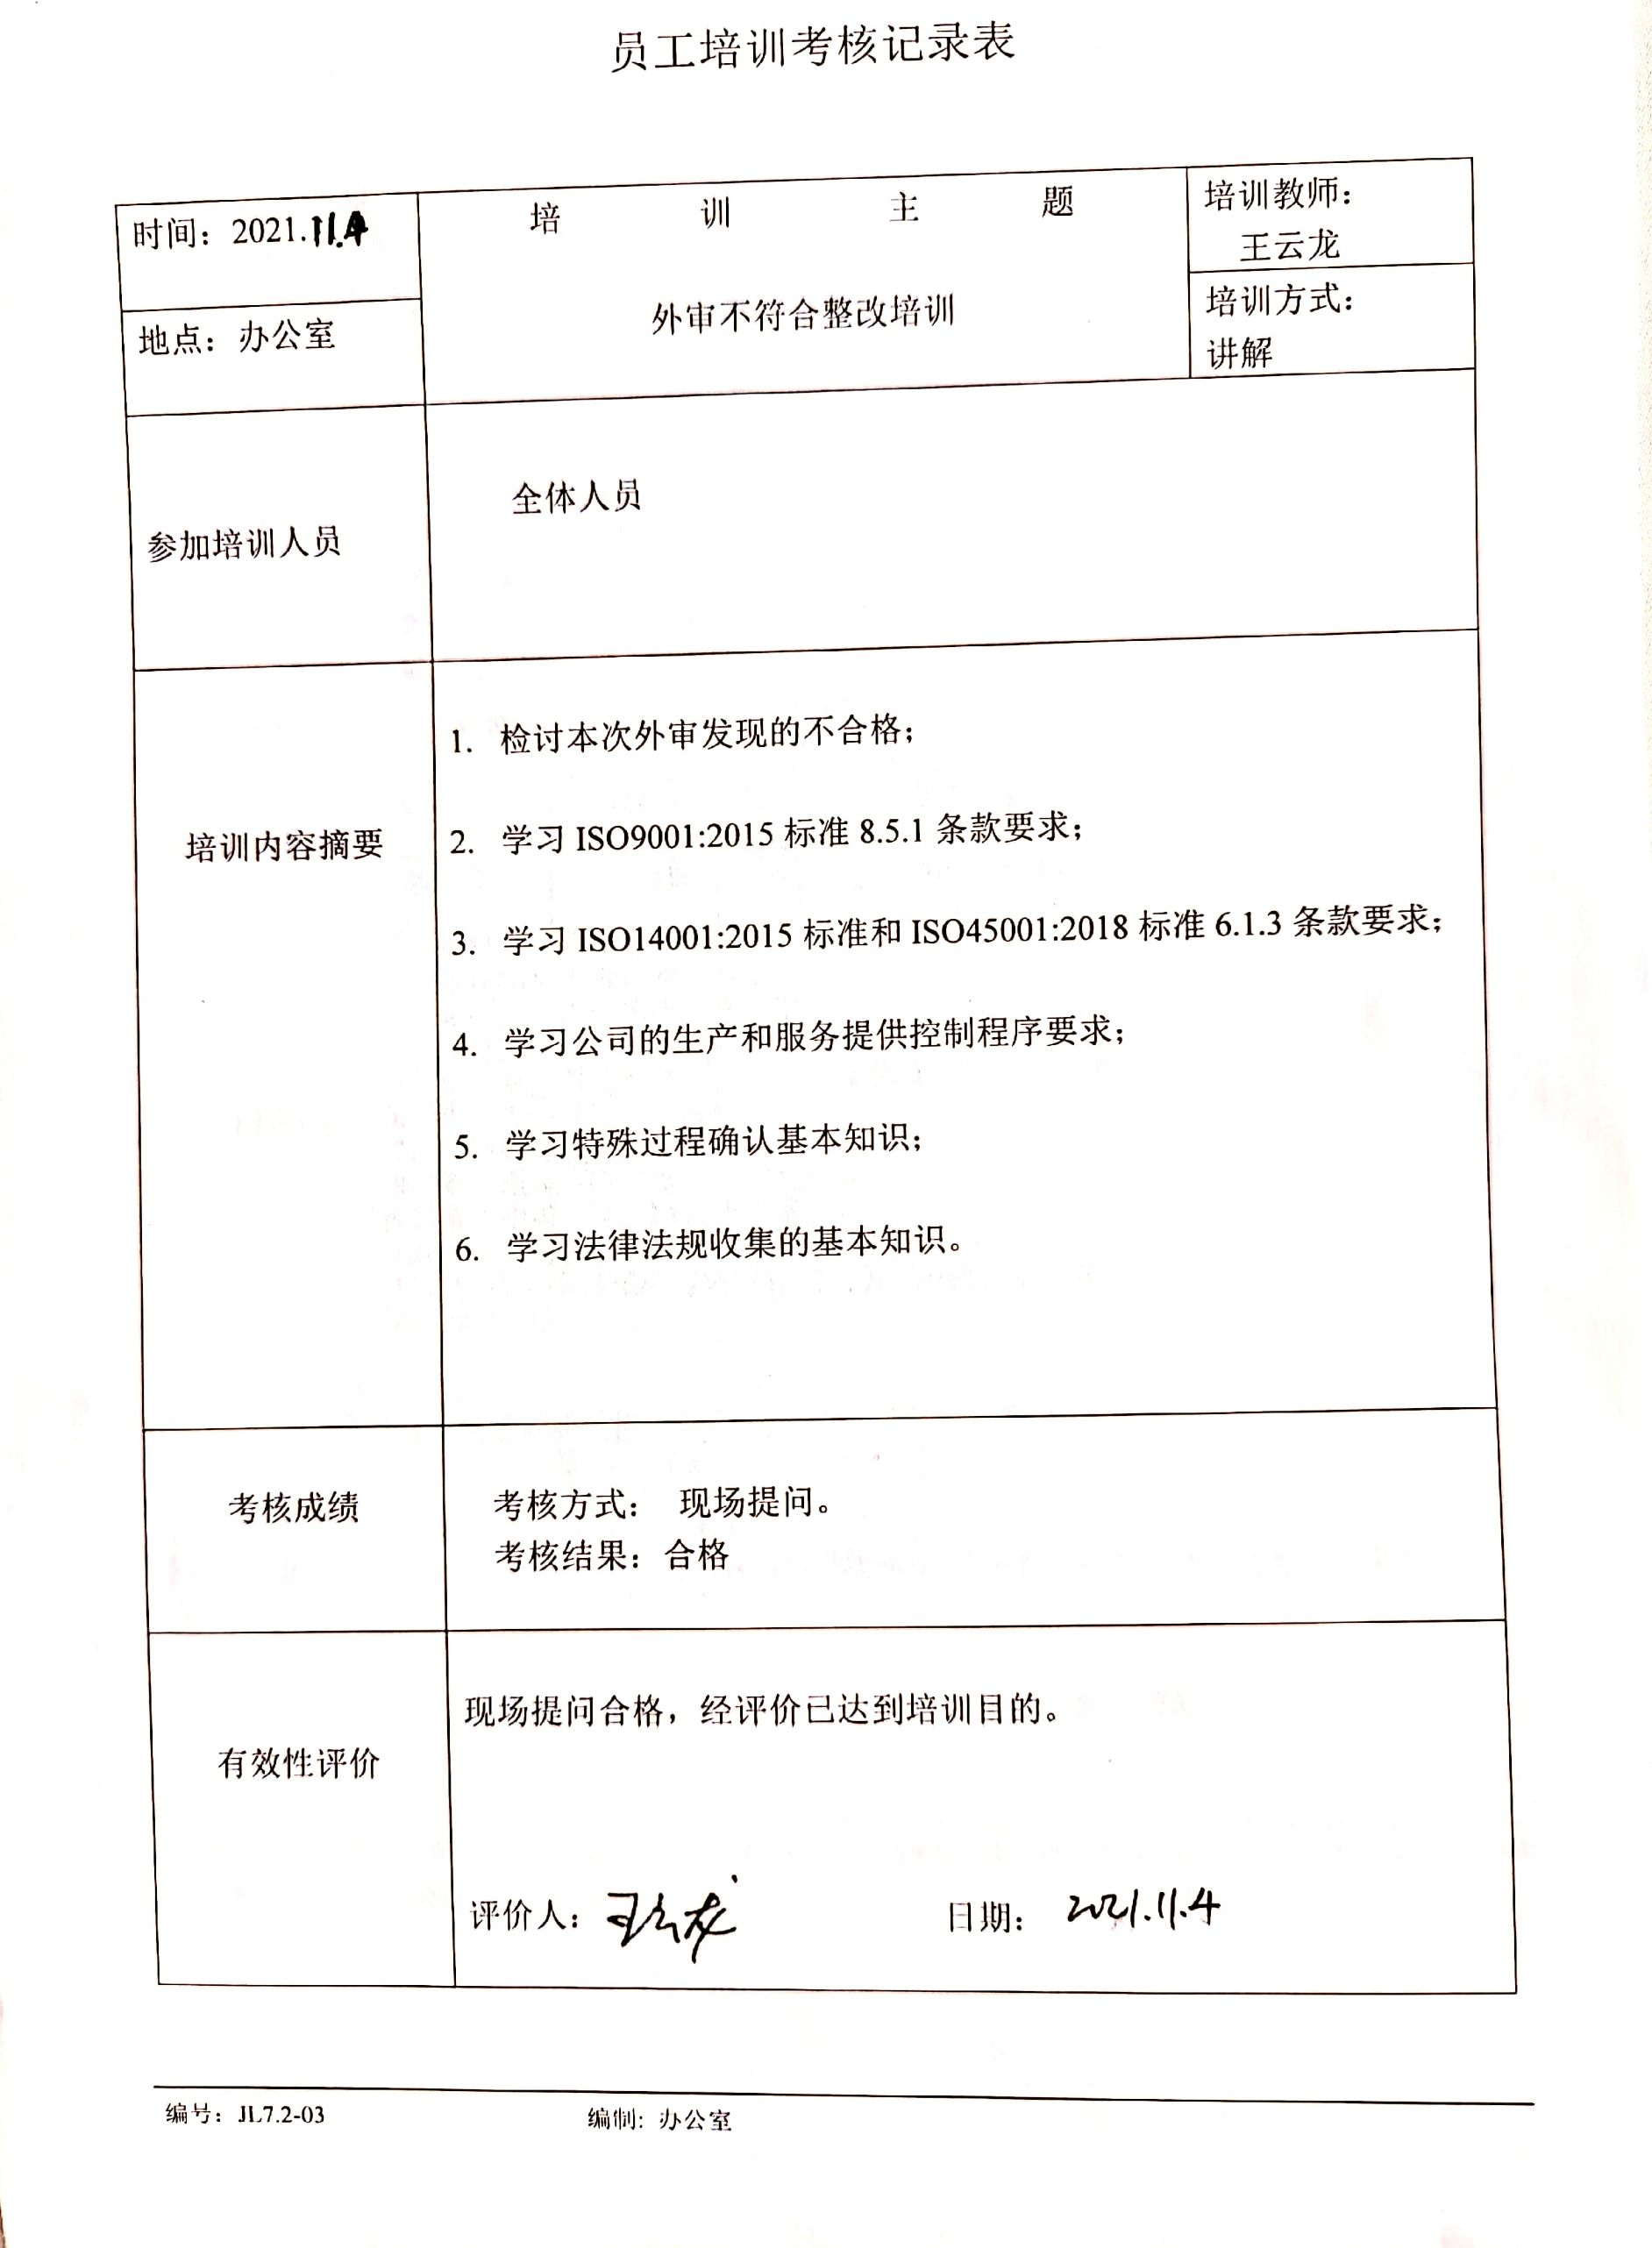 员工培训考核记录表
时间：2021.11.4
培 训 主 题
培训教师：
王云龙
外审不符合整改培训
培训方式：
讲解
地点：办公室
参加培训人员
全体人员
培训内容摘要
1. 检讨本次外审发现的不合格；
2. 学习 ISO9001:2015 标准 8.5.1 条款要求；
3. 学习 ISO14001:2015 标准和 ISO45001:2018 标准 6.1.3 条款要求；
4. 学习公司的生产和服务提供控制程序要求；
5. 学习特殊过程确认基本知识；
6. 学习法律法规收集的基本知识。
考核成绩
考核方式： 现场提问。
考核结果：合格
有效性评价
现场提问合格，经评价已达到培训目的。
评价人：王云龙 日期： 2021.11.4
编号：JL7.2-03 编制：办公室